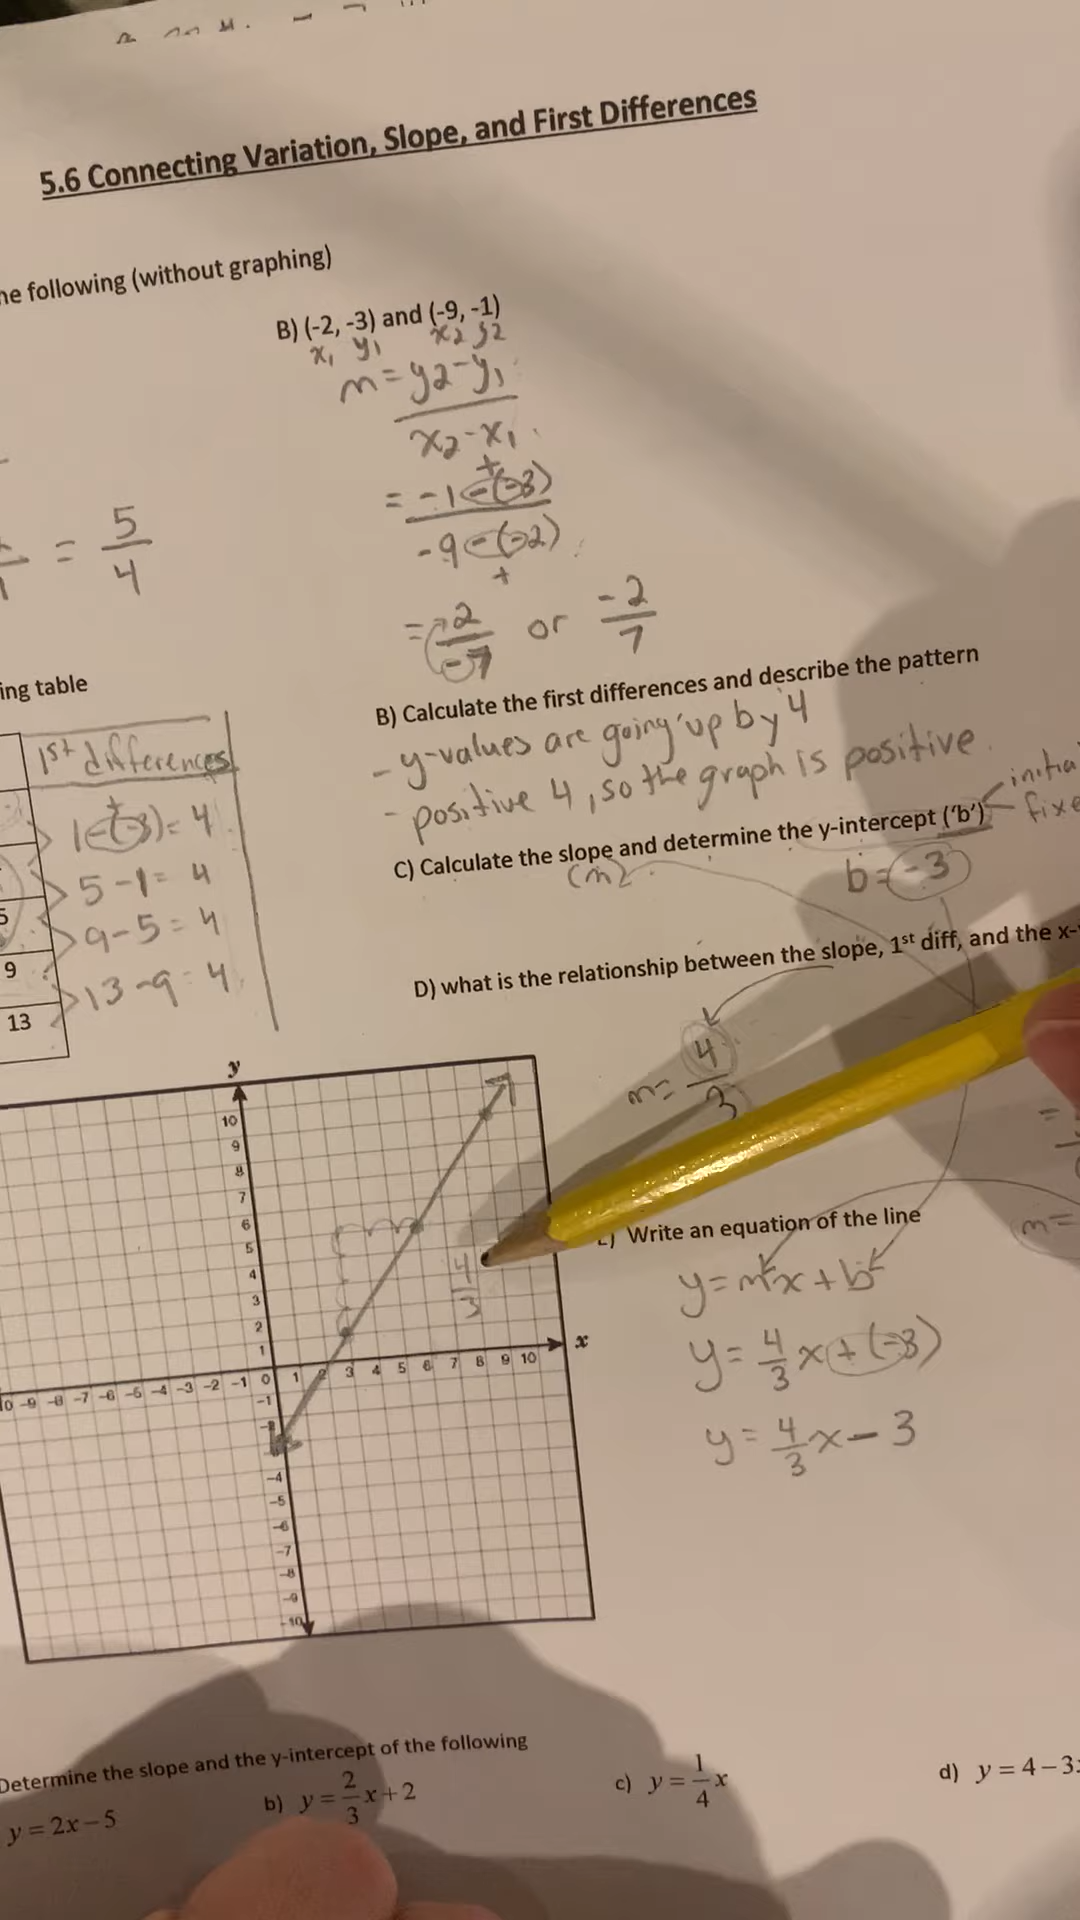 5.6 Connecting Variation, Slope, and First Differences
he following (without graphing)
B) (-2, -3) and (-9, -1)
x₁ y₁ x₂ y₂
m = y₂ - y₁
x₂ - x₁
= -1 - (-3)
+
-9 - (-2)
+
= 5/4
= 2/-7 or -2/7
ing table
B) Calculate the first differences and describe the pattern
- y-values are going up by 4
- positive 4, so the graph is positive
1st differences
1 - (-3) = 4
+
5 - 1 = 4
9 - 5 = 4
13 - 9 = 4
5
9
13
C) Calculate the slope and determine the y-intercept ('b')
initia
fixe
(m)
b = -3
D) what is the relationship between the slope, 1st diff, and the x-
m = 4/3
m =
Write an equation of the line
y = mx + b
y = 4/3 x + (-3)
y = 4/3 x - 3
y
10
9
8
7
6
5
4
3
2
1
x
-9 -8 -7 -6 -5 -4 -3 -2 -1 0 1 2 3 4 5 6 7 8 9 10
-1
-4
-5
-6
-7
-8
-9
-10
4/3
Determine the slope and the y-intercept of the following
y = 2x - 5
b) y = 2/3 x + 2
c) y = 1/4 x
d) y = 4 - 3